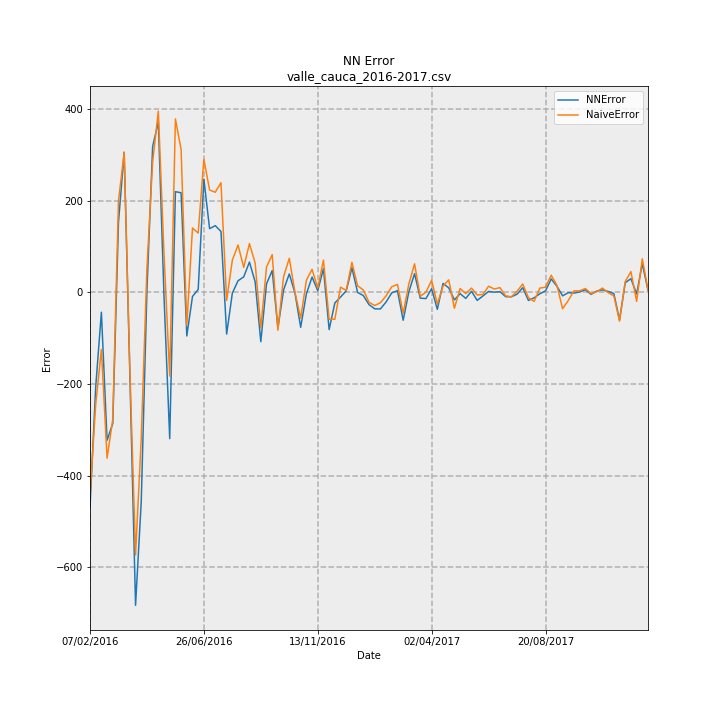 NN Error
valle_cauca_2016-2017.csv
NNError
NaiveError
400
200
0
−200
−400
−600
Error
07/02/2016
26/06/2016
13/11/2016
02/04/2017
20/08/2017
Date